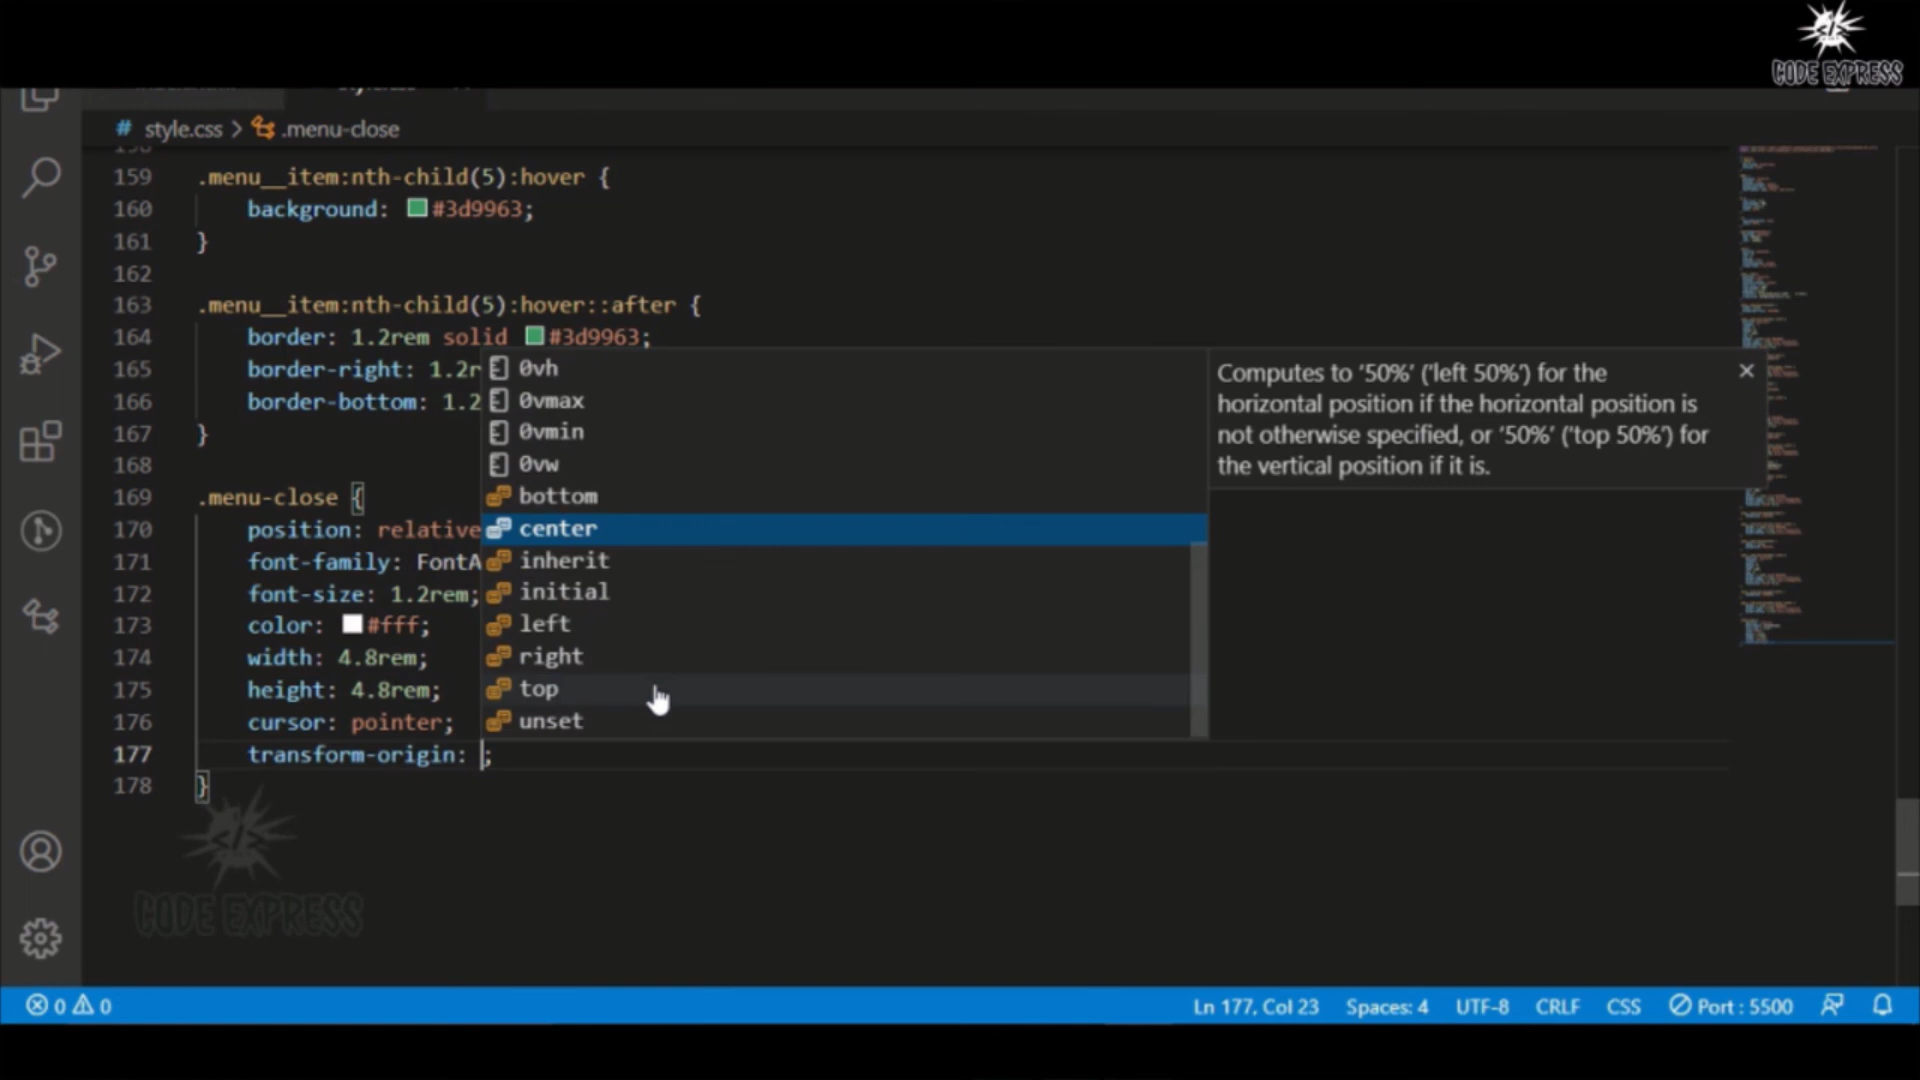 CODE EXPRESS
# style.css > .menu-close
159 .menu__item:nth-child(5):hover {
160 background: #3d9963;
161 }
162
163 .menu__item:nth-child(5):hover::after {
164 border: 1.2rem solid #3d9963;
165 border-right: 1.2r
166 border-bottom: 1.2
167 }
168
169 .menu-close {
170 position: relative
171 font-family: FontA
172 font-size: 1.2rem;
173 color: #fff;
174 width: 4.8rem;
175 height: 4.8rem;
176 cursor: pointer;
177 transform-origin: ;
178 }
0vh
0vmax
0vmin
0vw
bottom
center
inherit
initial
left
right
top
unset
Computes to ‘50%’ (‘left 50%’) for the
horizontal position if the horizontal position is
not otherwise specified, or ‘50%’ (‘top 50%’) for
the vertical position if it is.
CODE EXPRESS
0 0
Ln 177, Col 23 Spaces: 4 UTF-8 CRLF CSS Port : 5500